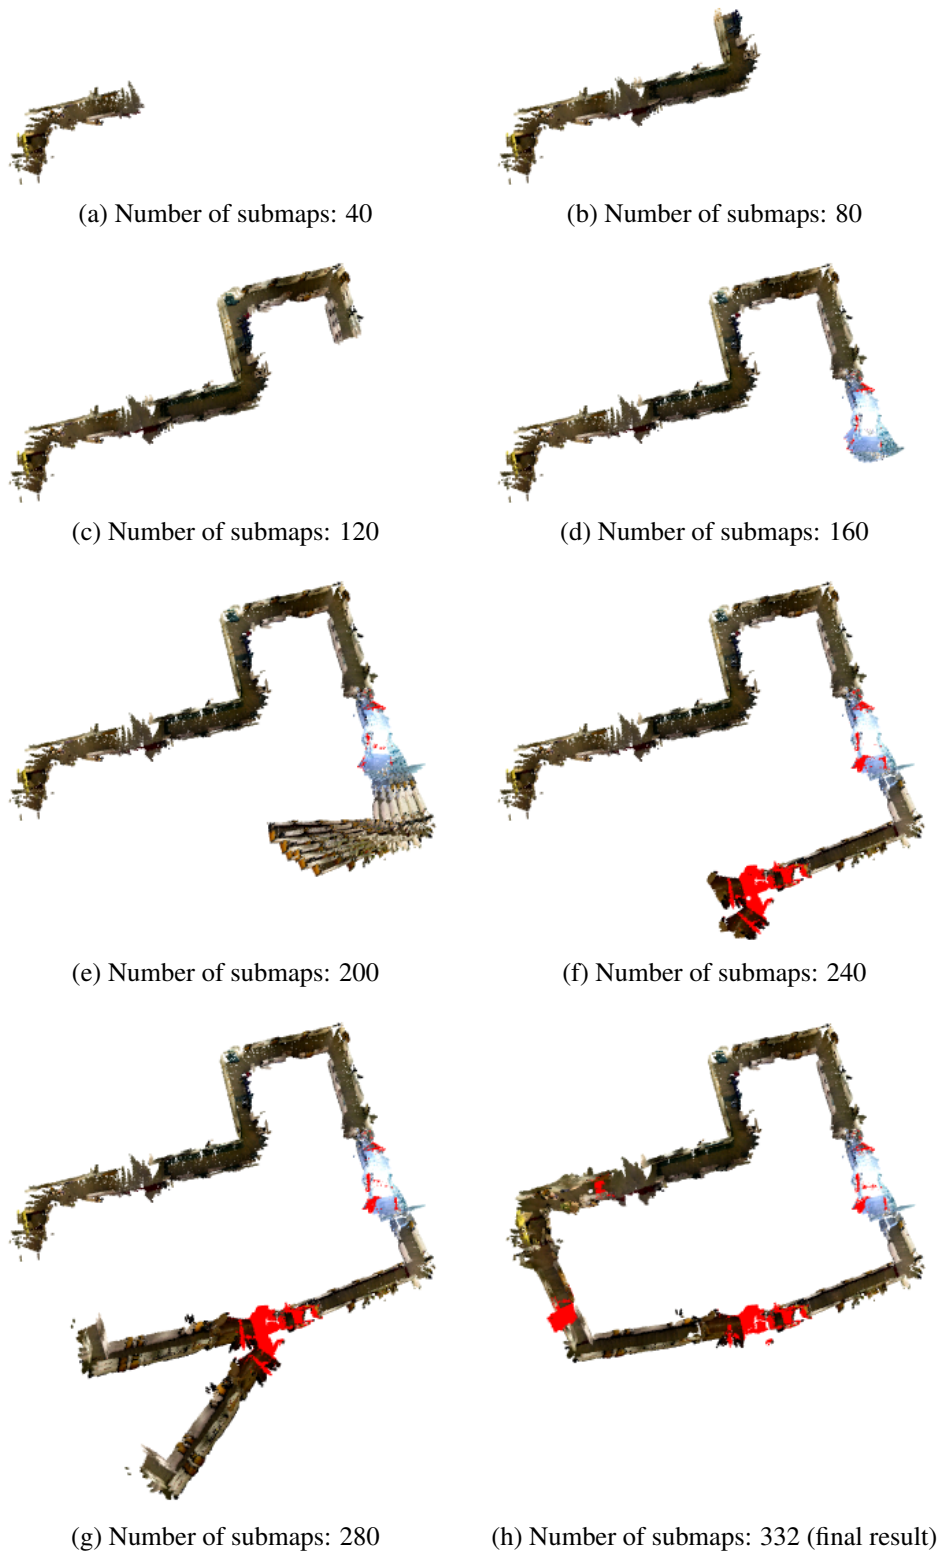 (a) Number of submaps: 40
(b) Number of submaps: 80
(c) Number of submaps: 120
(d) Number of submaps: 160
(e) Number of submaps: 200
(f) Number of submaps: 240
(g) Number of submaps: 280
(h) Number of submaps: 332 (final result)